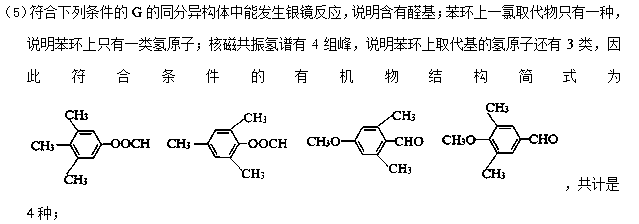 （5）符合下列条件的 G 的同分异构体中能发生银镜反应，说明含有醛基；苯环上一氯取代物只有一种，
说明苯环上只有一类氢原子；核磁共振氢谱有 4 组峰，说明苯环上取代基的氢原子还有 3 类，因
此符合条件的有机物结构简式为
CH₃ CH₃ CH₃ CH₃
CH₃ OOCH CH₃ OOCH CH₃O CHO CH₃O CHO
CH₃ CH₃ CH₃ CH₃
，共计是
4 种；